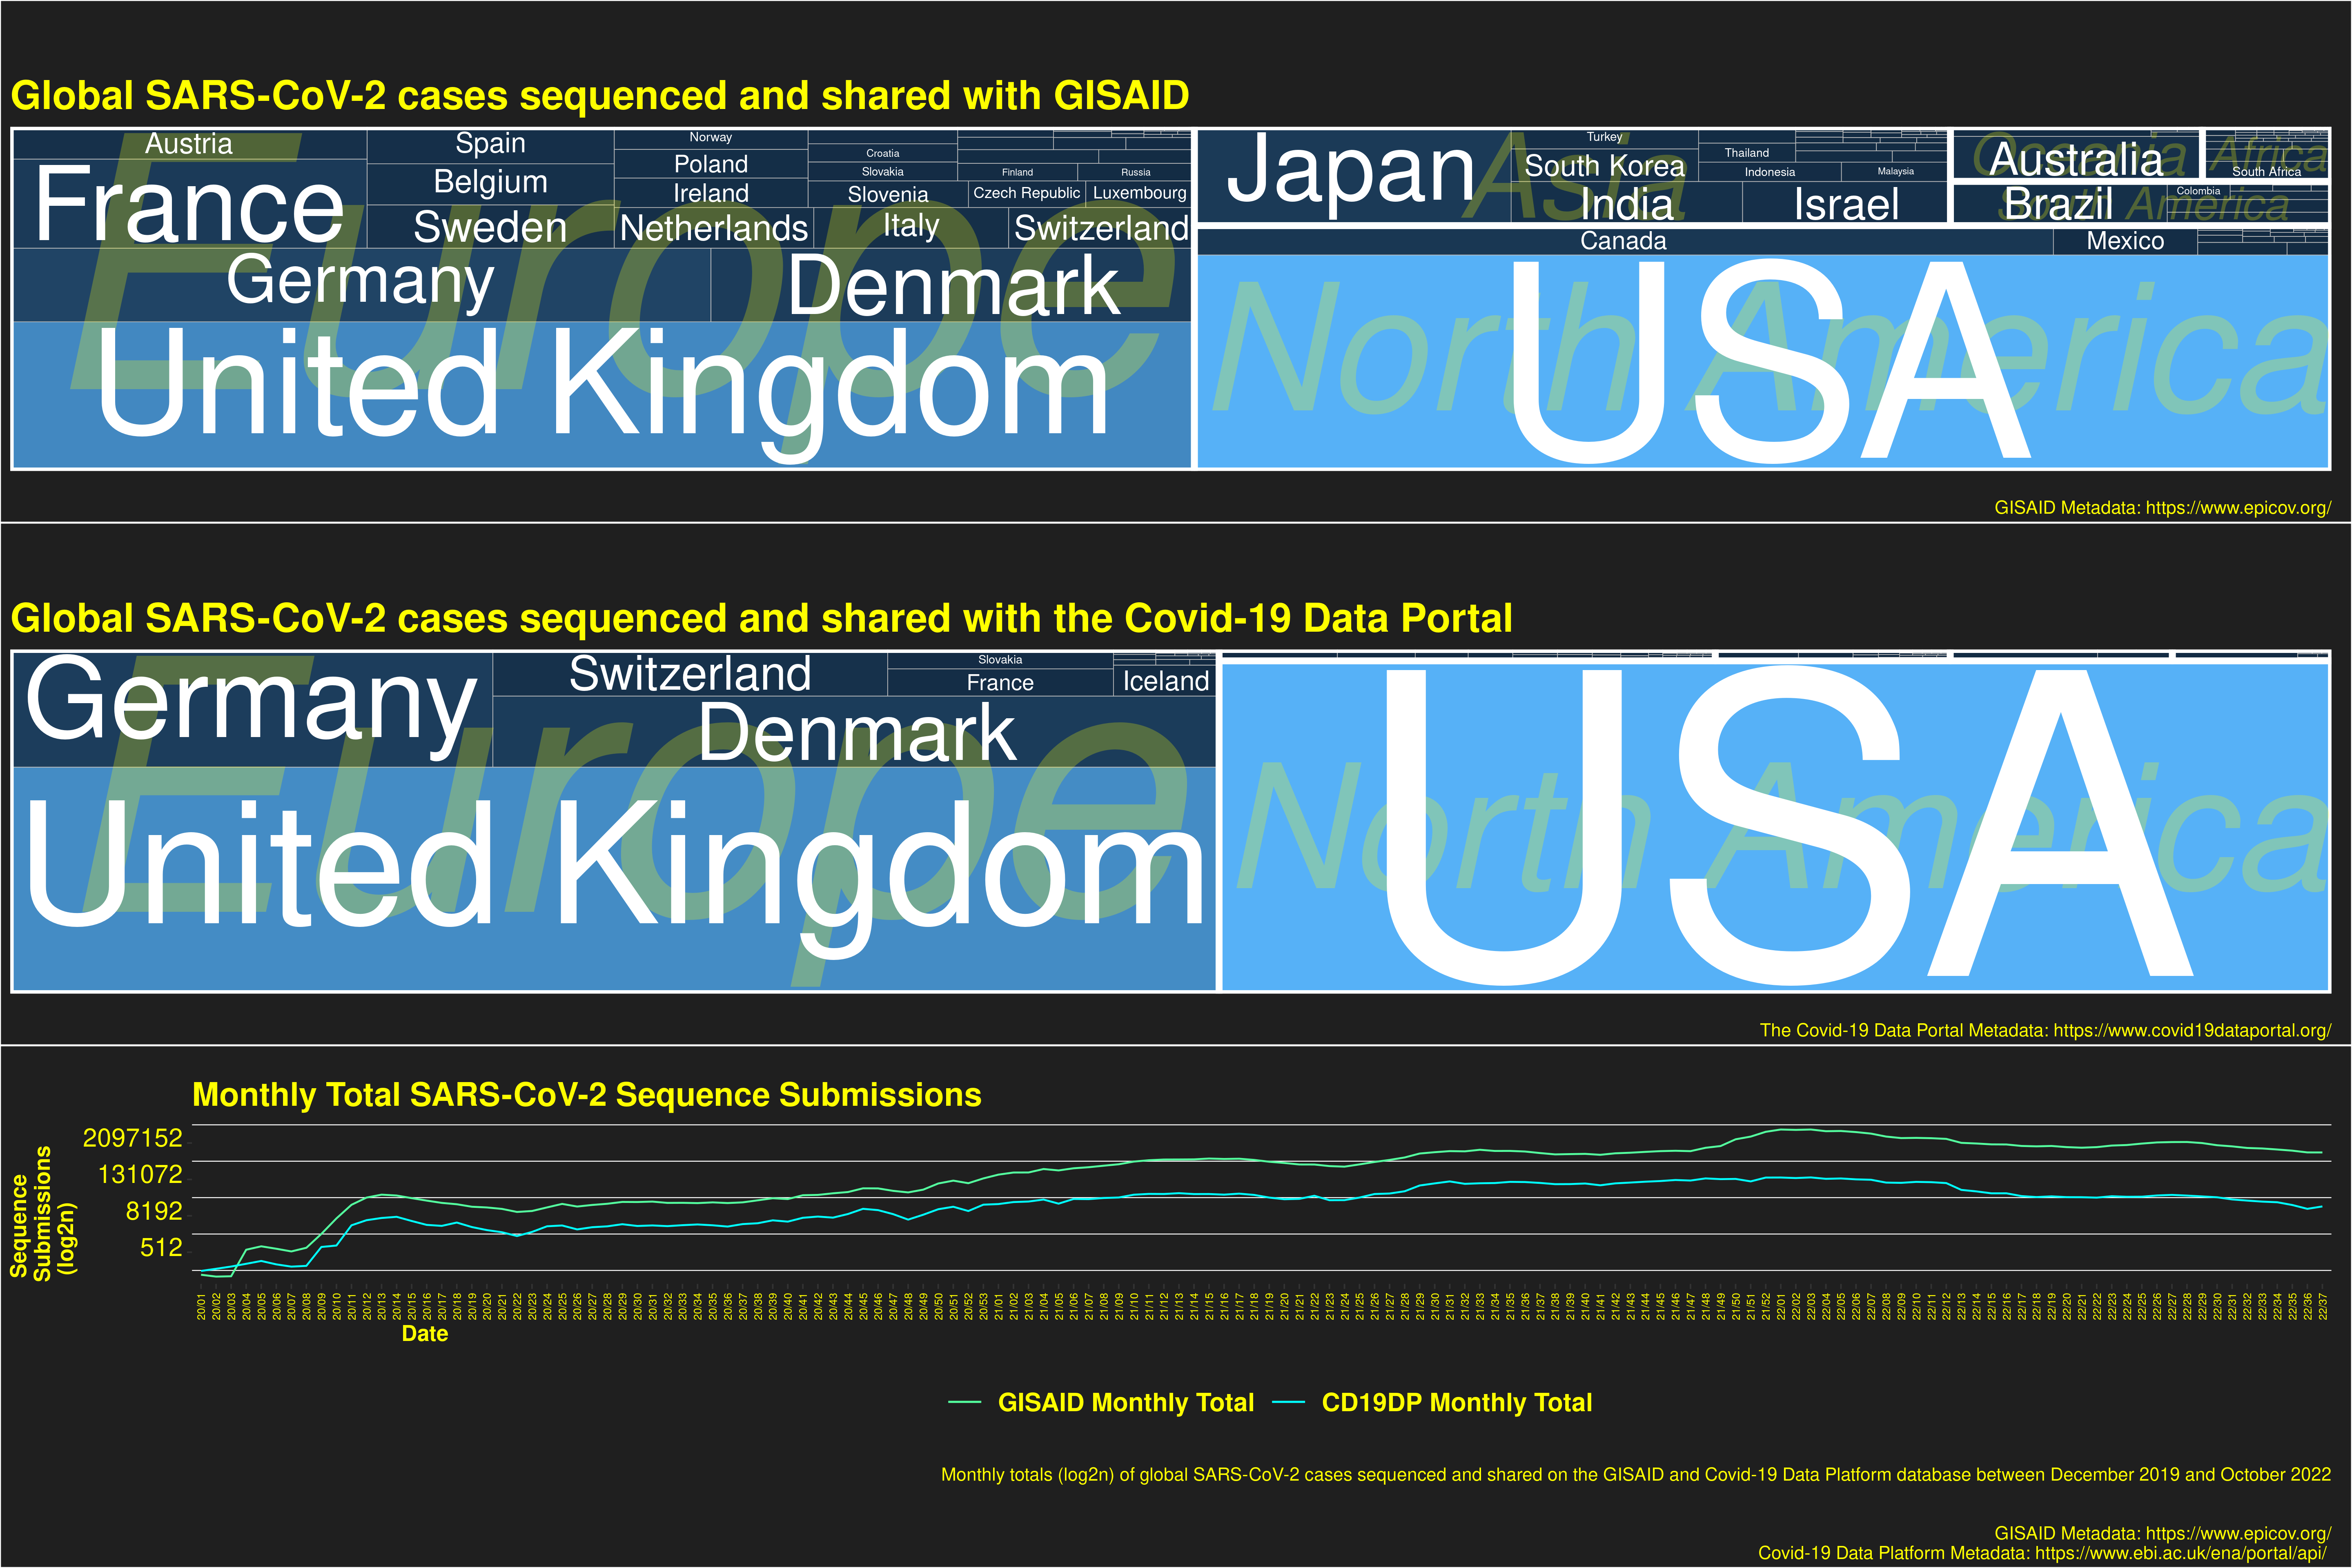 Global SARS-CoV-2 cases sequenced and shared with GISAID
Europe
Austria
Spain
Norway
Croatia
Poland
Belgium
France
Slovakia
Finland
Russia
Ireland
Slovenia
Czech Republic
Luxembourg
Sweden
Netherlands
Italy
Switzerland
Germany
Denmark
United Kingdom
Asia
Japan
Turkey
South Korea
Thailand
Indonesia
Malaysia
India
Israel
Oceania
Australia
Africa
South Africa
South America
Brazil
Colombia
Canada
Mexico
North America
USA
GISAID Metadata: https://www.epicov.org/
Global SARS-CoV-2 cases sequenced and shared with the Covid-19 Data Portal
Europe
Germany
Switzerland
Slovakia
France
Iceland
Denmark
United Kingdom
North America
USA
The Covid-19 Data Portal Metadata: https://www.covid19dataportal.org/
Monthly Total SARS-CoV-2 Sequence Submissions
Sequence
Submissions
(log2n)
2097152
131072
8192
512
20/01 20/02 20/03 20/04 20/05 20/06 20/07 20/08 20/09 20/10 20/11 20/12 20/13 20/14 20/15 20/16 20/17 20/18 20/19 20/20 20/21 20/22 20/23 20/24 20/25 20/26 20/27 20/28 20/29 20/30 20/31 20/32 20/33 20/34 20/35 20/36 20/37 20/38 20/39 20/40 20/41 20/42 20/43 20/44 20/45 20/46 20/47 20/48 20/49 20/50 20/51 20/52 20/53 21/01 21/02 21/03 21/04 21/05 21/06 21/07 21/08 21/09 21/10 21/11 21/12 21/13 21/14 21/15 21/16 21/17 21/18 21/19 21/20 21/21 21/22 21/23 21/24 21/25 21/26 21/27 21/28 21/29 21/30 21/31 21/32 21/33 21/34 21/35 21/36 21/37 21/38 21/39 21/40 21/41 21/42 21/43 21/44 21/45 21/46 21/47 21/48 21/49 21/50 21/51 21/52 22/01 22/02 22/03 22/04 22/05 22/06 22/07 22/08 22/09 22/10 22/11 22/12 22/13 22/14 22/15 22/16 22/17 22/18 22/19 22/20 22/21 22/22 22/23 22/24 22/25 22/26 22/27 22/28 22/29 22/30 22/31 22/32 22/33 22/34 22/35 22/36 22/37
Date
GISAID Monthly Total
CD19DP Monthly Total
Monthly totals (log2n) of global SARS-CoV-2 cases sequenced and shared on the GISAID and Covid-19 Data Platform database between December 2019 and October 2022
GISAID Metadata: https://www.epicov.org/
Covid-19 Data Platform Metadata: https://www.ebi.ac.uk/ena/portal/api/